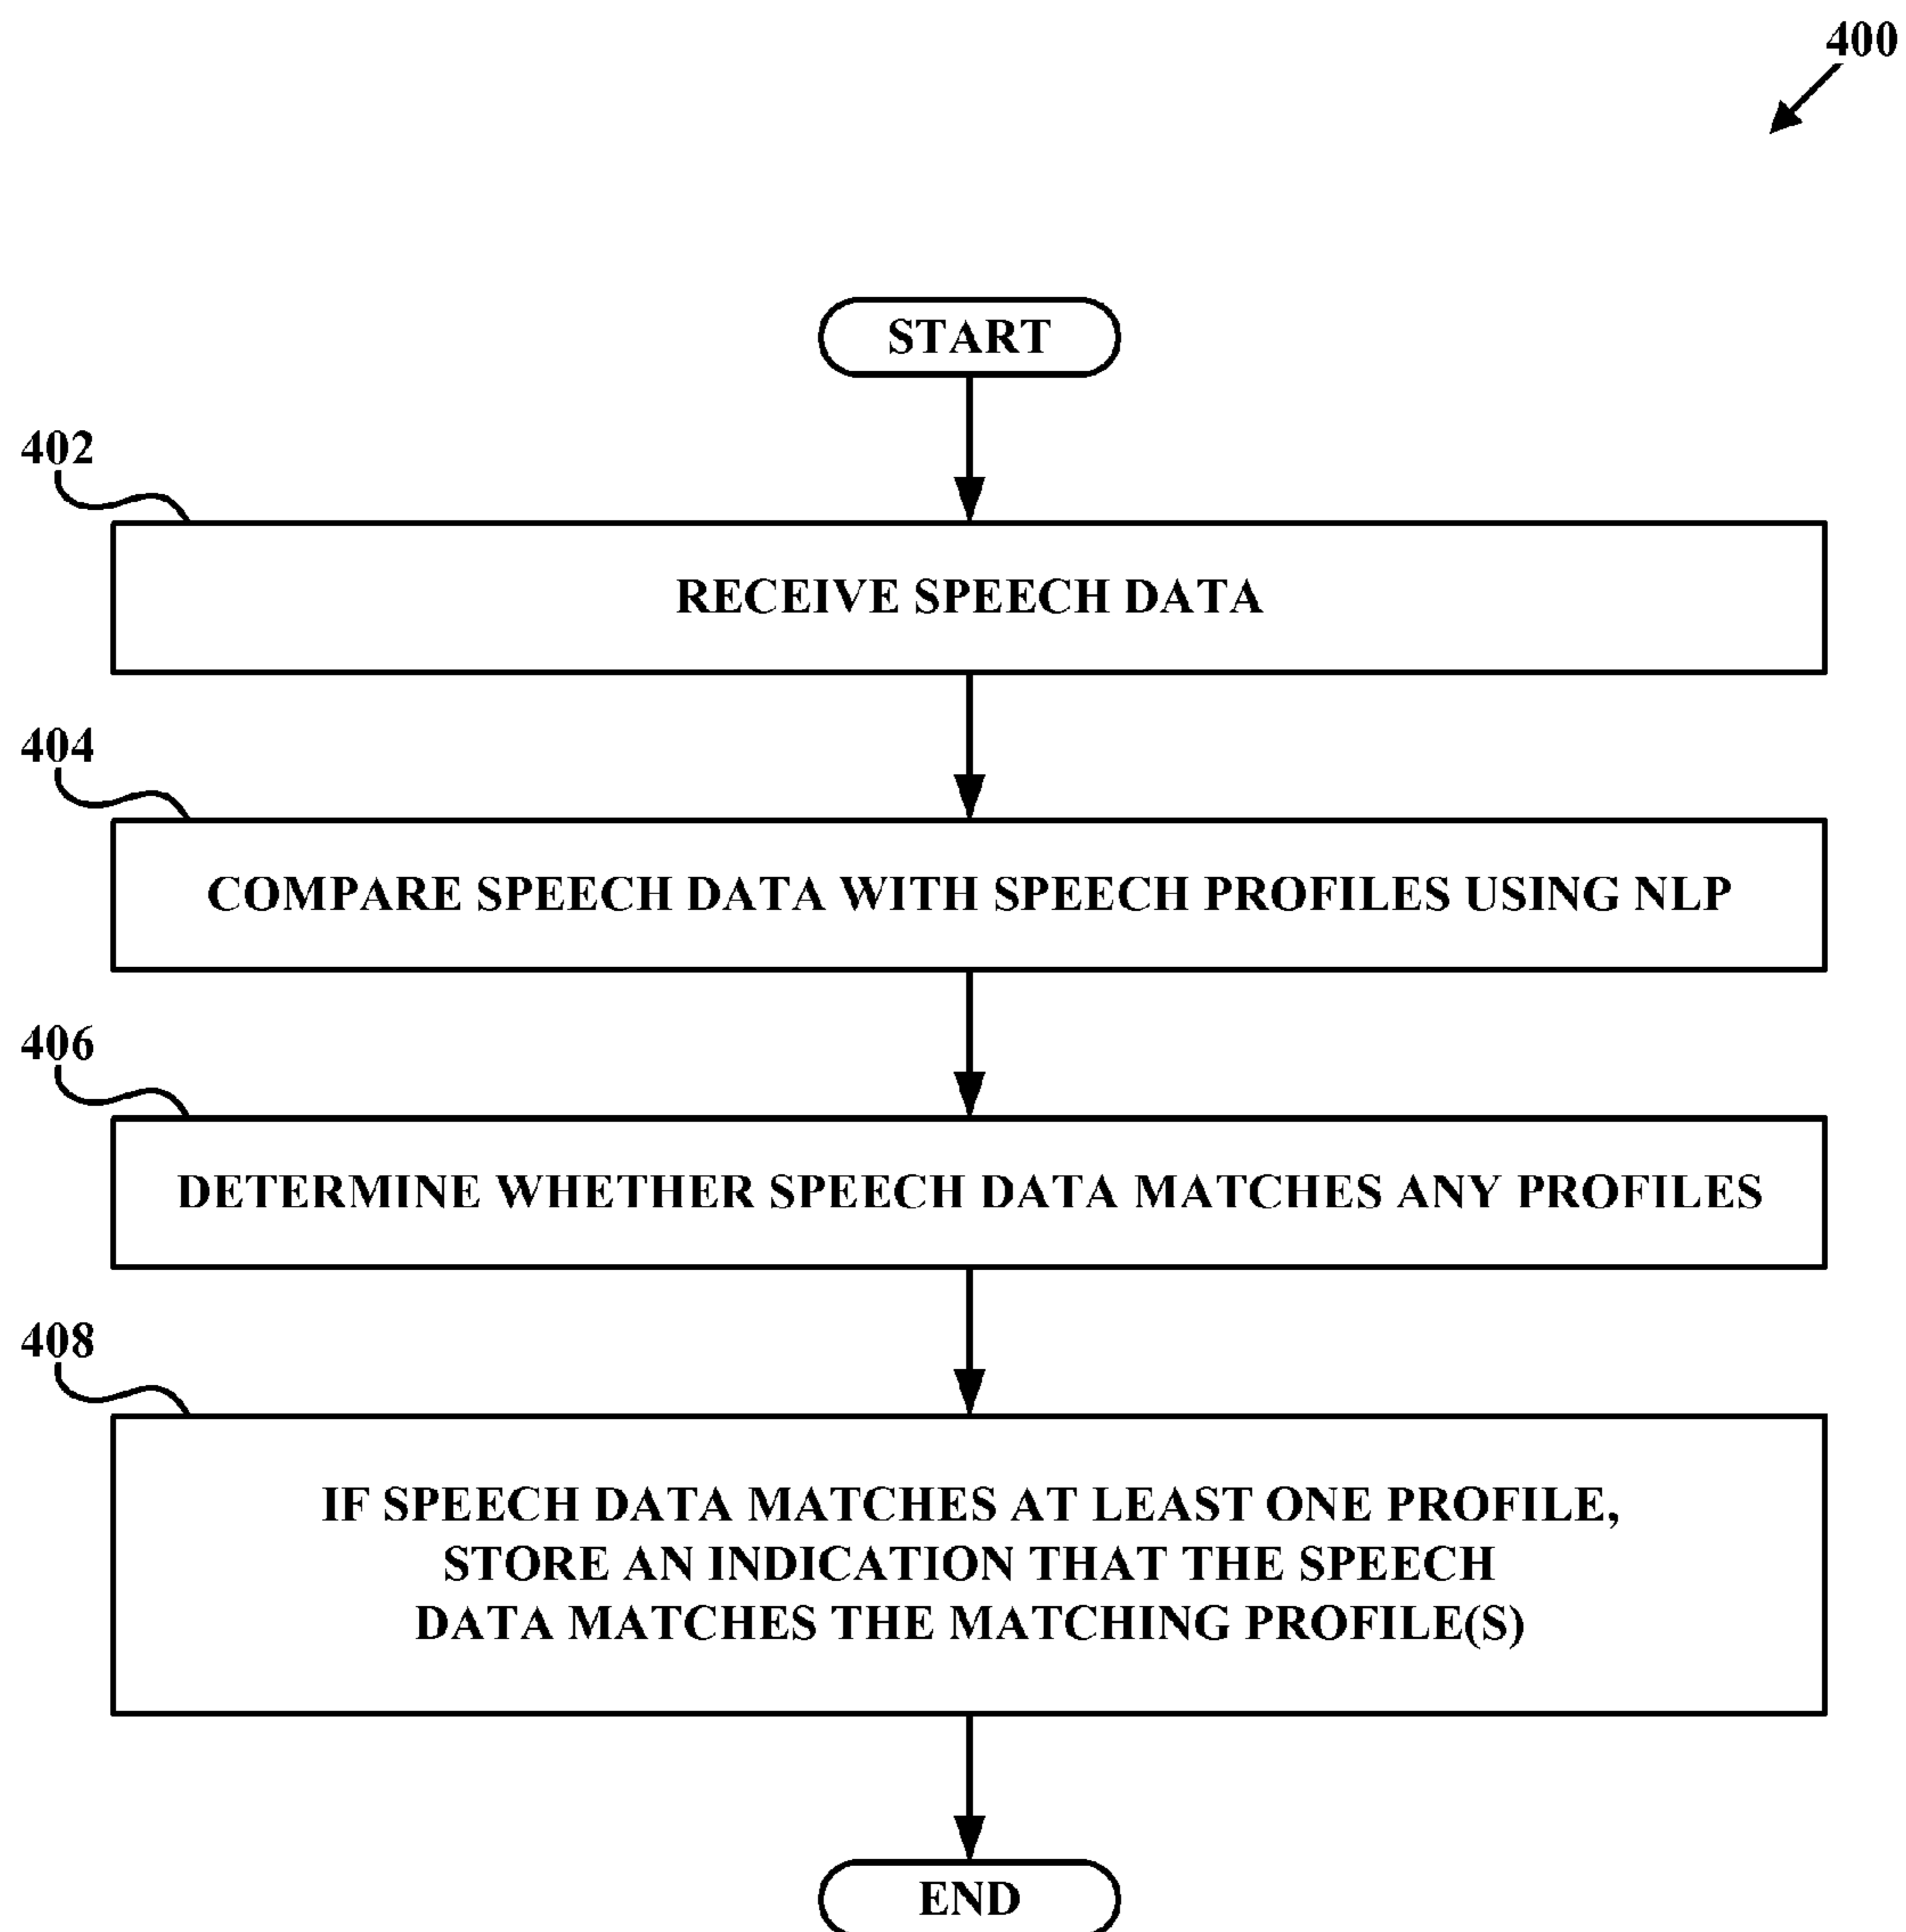 400
START
402
RECEIVE SPEECH DATA
404
COMPARE SPEECH DATA WITH SPEECH PROFILES USING NLP
406
DETERMINE WHETHER SPEECH DATA MATCHES ANY PROFILES
408
IF SPEECH DATA MATCHES AT LEAST ONE PROFILE,
STORE AN INDICATION THAT THE SPEECH
DATA MATCHES THE MATCHING PROFILE(S)
END